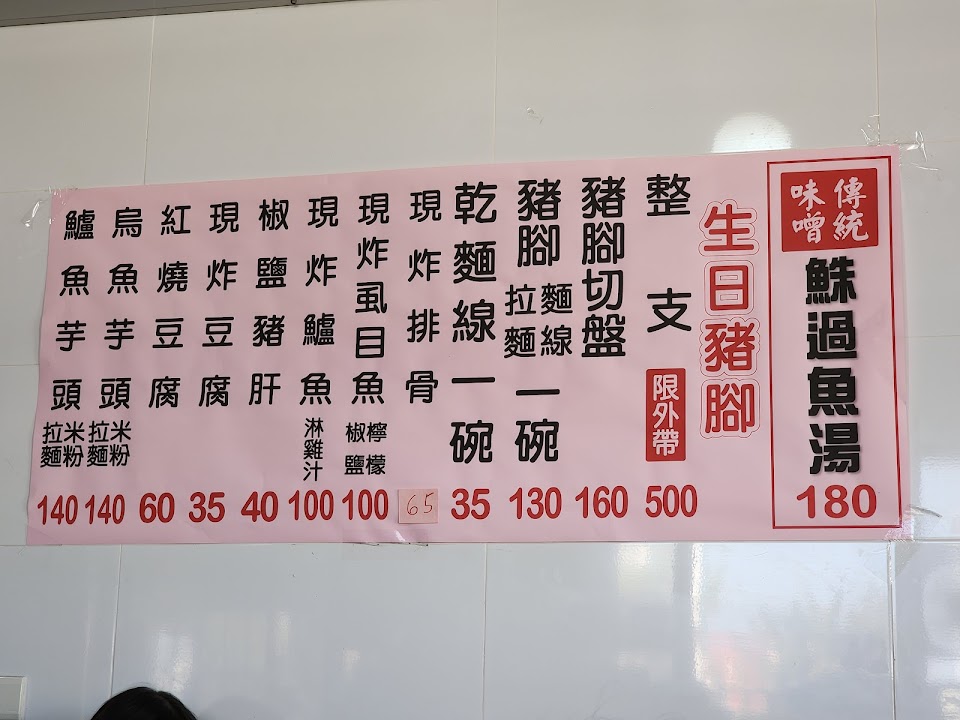 傳統
味噌
鮢過魚湯
180
生日豬腳
整支
限外帶
500
豬腳切盤
160
豬腳麵線拉麵一碗
130
乾麵線一碗
35
現炸排骨
65
現炸虱目魚
檸檬
椒鹽
100
現炸鱸魚
淋雞汁
100
椒鹽豬肝
40
現炸豆腐
35
紅燒豆腐
60
烏魚芋頭
米粉
拉麵
140
鱸魚芋頭
米粉
拉麵
140